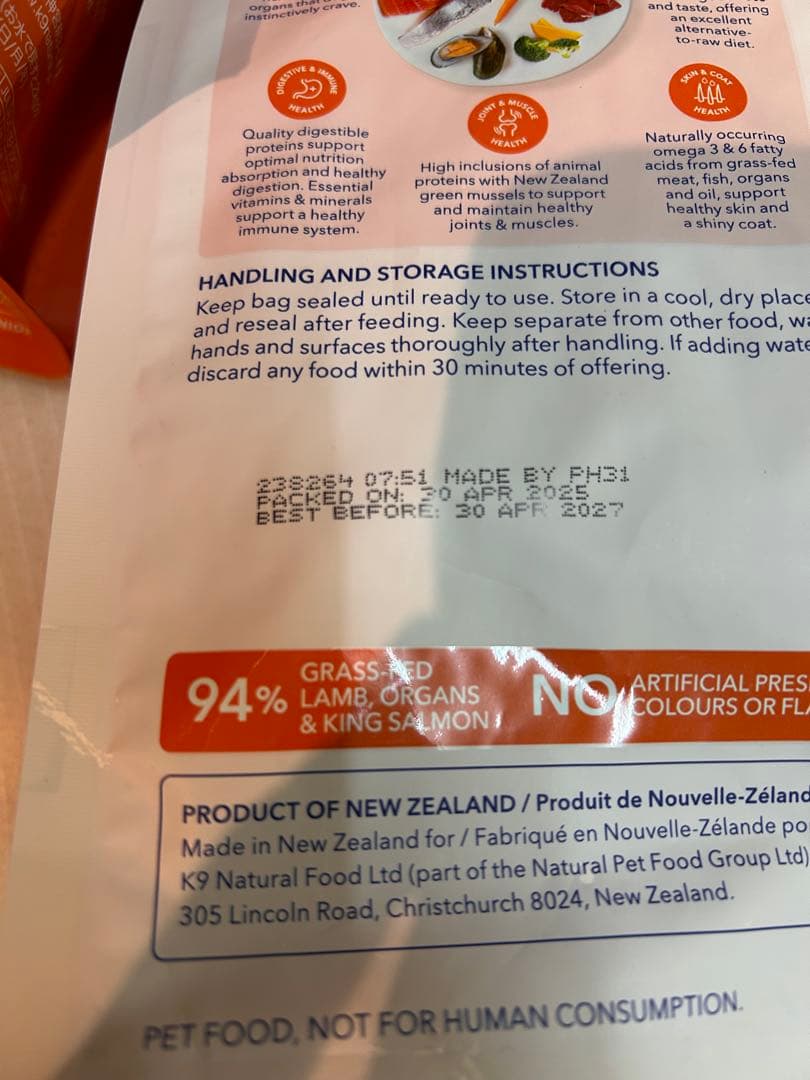 organs that
instinctively crave.
and taste, offering
an excellent
alternative-
to-raw diet.
DIGESTIVE & IMMUNE
HEALTH
Quality digestible
proteins support
optimal nutrition
absorption and healthy
digestion. Essential
vitamins & minerals
support a healthy
immune system.
JOINT & MUSCLE
HEALTH
High inclusions of animal
proteins with New Zealand
green mussels to support
and maintain healthy
joints & muscles.
SKIN & COAT
HEALTH
Naturally occurring
omega 3 & 6 fatty
acids from grass-fed
meat, fish, organs
and oil, support
healthy skin and
a shiny coat.
HANDLING AND STORAGE INSTRUCTIONS
Keep bag sealed until ready to use. Store in a cool, dry place
and reseal after feeding. Keep separate from other food, wa
hands and surfaces thoroughly after handling. If adding wate
discard any food within 30 minutes of offering.
238264 07:51 MADE BY PH31
PACKED ON: 30 APR 2025
BEST BEFORE: 30 APR 2027
94% GRASS-FED
LAMB, ORGANS
& KING SALMON
NO ARTIFICIAL PRES
COLOURS OR FLA
PRODUCT OF NEW ZEALAND / Produit de Nouvelle-Zéland
Made in New Zealand for / Fabriqué en Nouvelle-Zélande po
K9 Natural Food Ltd (part of the Natural Pet Food Group Ltd)
305 Lincoln Road, Christchurch 8024, New Zealand.
PET FOOD, NOT FOR HUMAN CONSUMPTION.